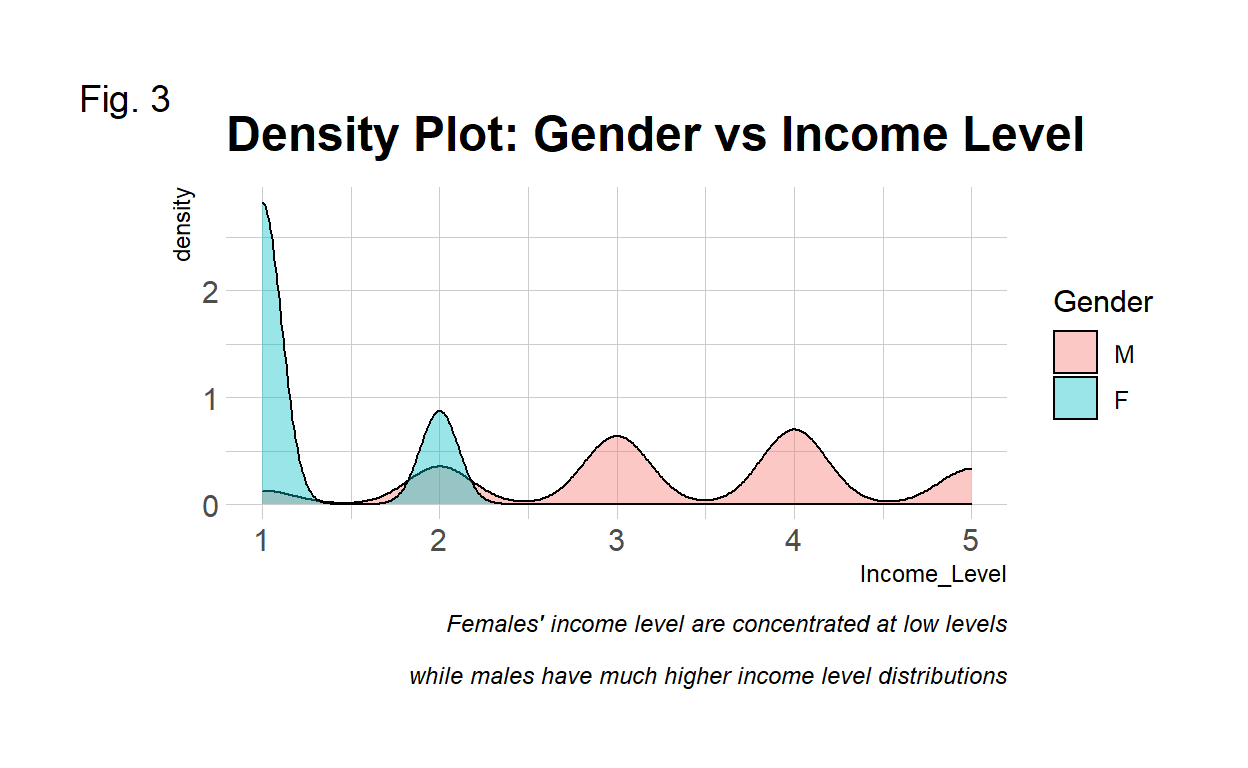 Fig. 3
Density Plot: Gender vs Income Level
density
2
1
0
1 2 3 4 5
Income_Level
Gender
M
F
Females' income level are concentrated at low levels
while males have much higher income level distributions